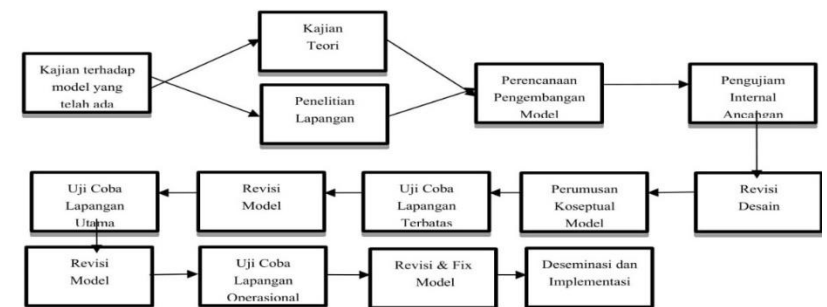 Kajian
Teori
Kajian terhadap
model yang
telah ada
Penelitian
Lapangan
Perencanaan
Pengembangan
Model
Pengujiam
Internal
Ancangan
Uji Coba
Lapangan
Utama
Revisi
Model
Uji Coba
Lapangan
Terbatas
Perumusan
Koseptual
Model
Revisi
Desain
Revisi
Model
Uji Coba
Lapangan
Operasional
Revisi & Fix
Model
Deseminasi dan
Implementasi